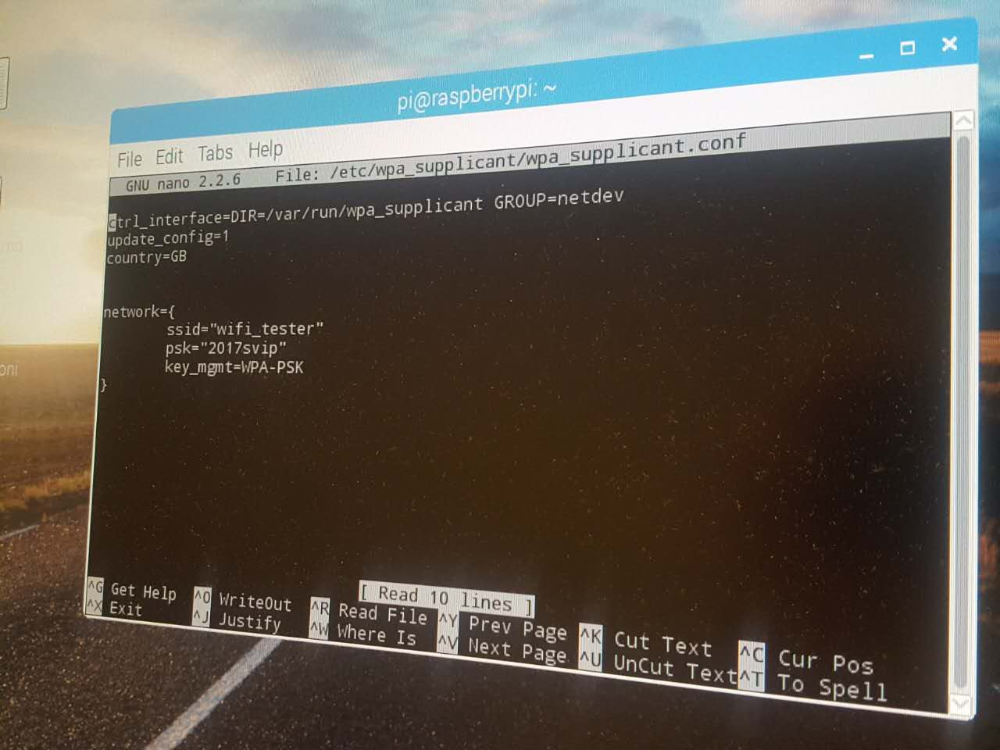 pi@raspberrypi: ~
File Edit Tabs Help
GNU nano 2.2.6 File: /etc/wpa_supplicant/wpa_supplicant.conf
ctrl_interface=DIR=/var/run/wpa_supplicant GROUP=netdev
update_config=1
country=GB
network={
ssid="wifi_tester"
psk="2017svip"
key_mgmt=WPA-PSK
}
[ Read 10 lines ]
^G Get Help ^O WriteOut ^R Read File ^Y Prev Page ^K Cut Text ^C Cur Pos
^X Exit ^J Justify ^W Where Is ^V Next Page ^U UnCut Text ^T To Spell